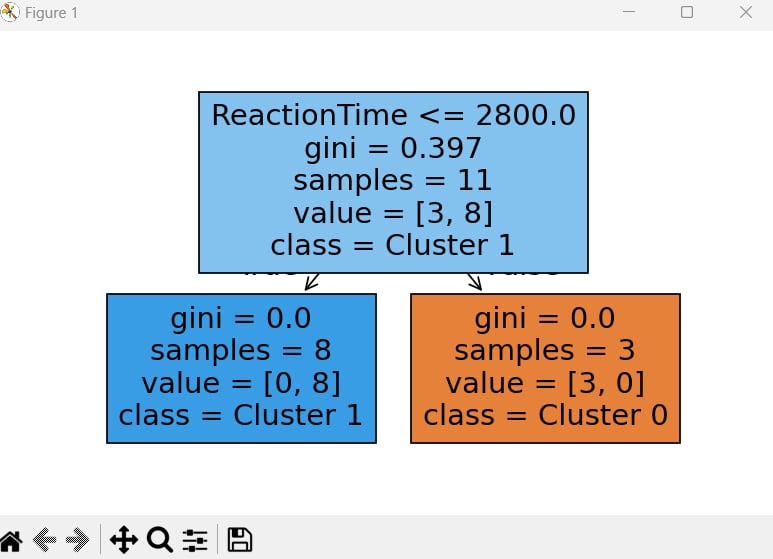 Figure 1
ReactionTime <= 2800.0
gini = 0.397
samples = 11
value = [3, 8]
class = Cluster 1
gini = 0.0
samples = 8
value = [0, 8]
class = Cluster 1
gini = 0.0
samples = 3
value = [3, 0]
class = Cluster 0